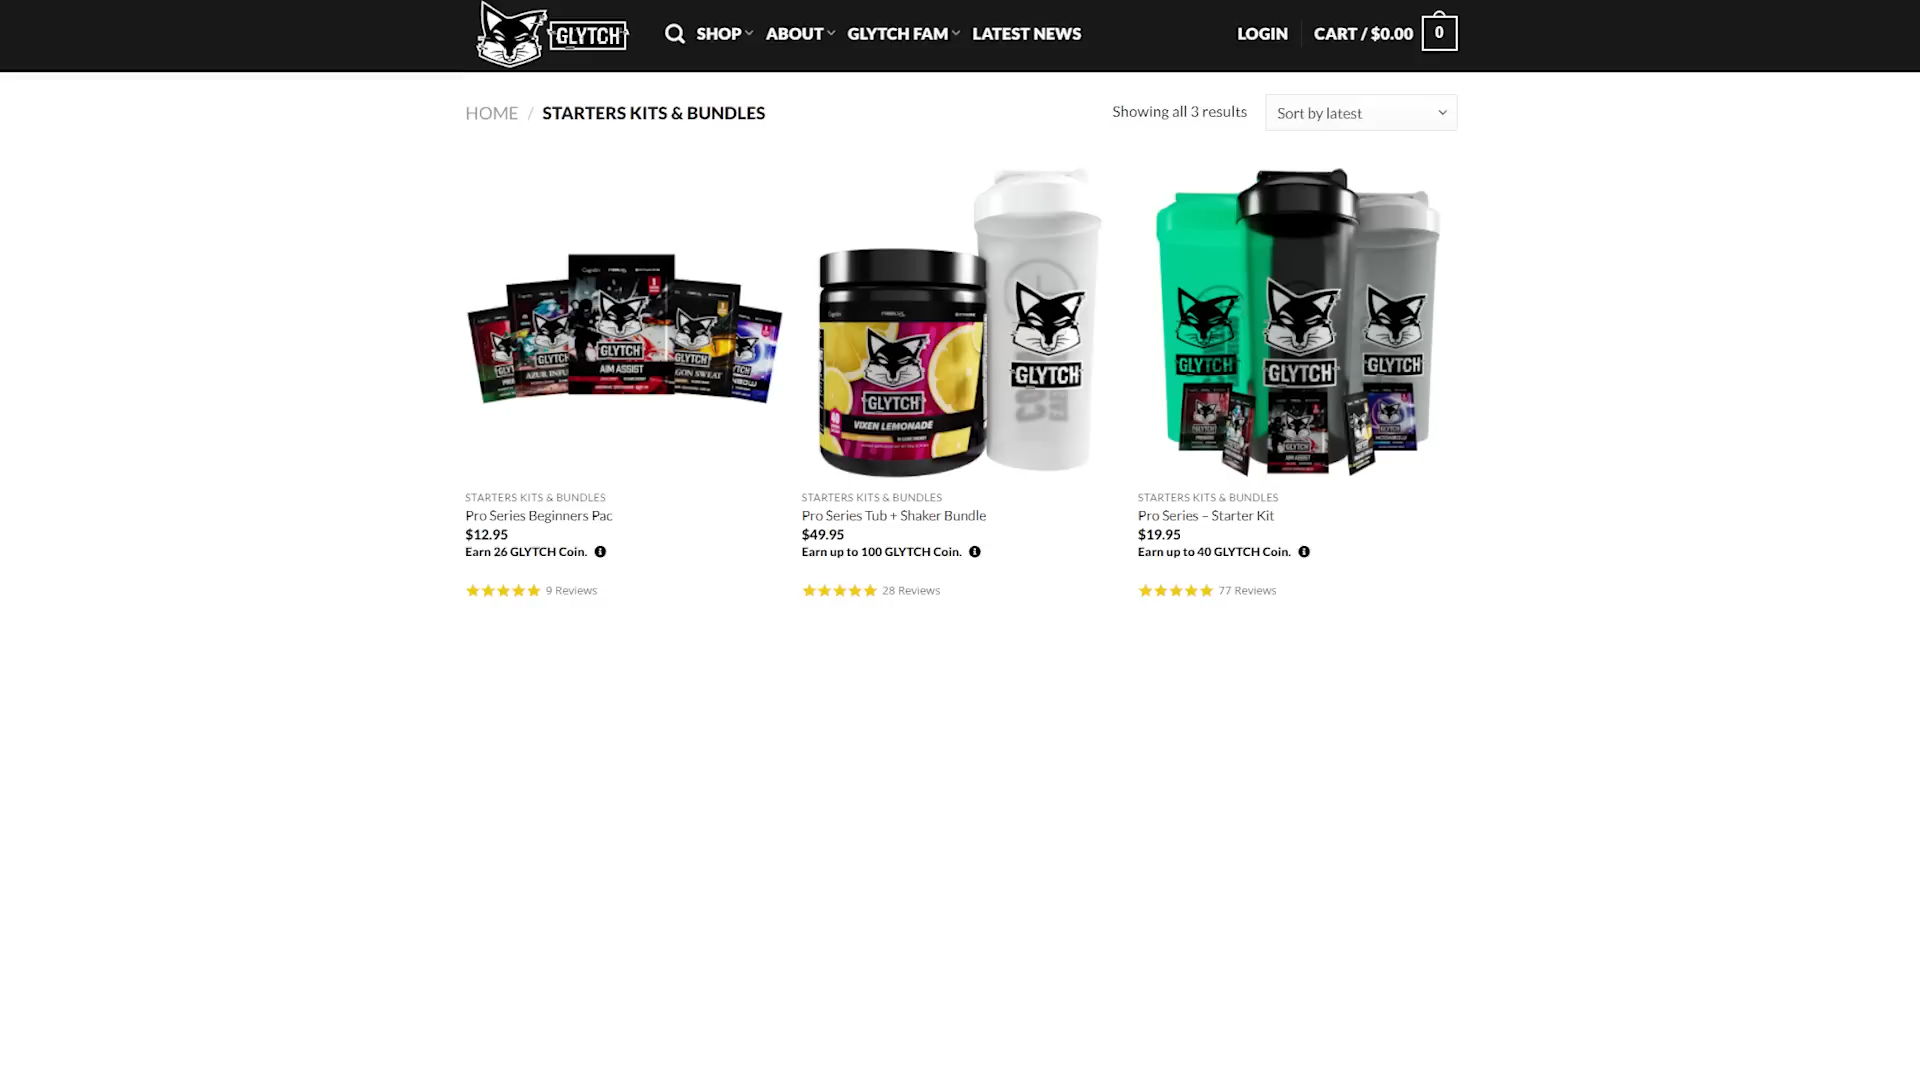 GLYTCH
SHOP
ABOUT
GLYTCH FAM
LATEST NEWS
LOGIN
CART / $0.00
0
HOME / STARTERS KITS & BUNDLES
Showing all 3 results
Sort by latest
GLYTCH
AIM ASSIST
GLYTCH
VIXEN LEMONADE
40
GLYTCH
GLYTCH
GLYTCH
GLYTCH
GLYTCH
AIM ASSIST
STARTERS KITS & BUNDLES
Pro Series Beginners Pac
$12.95
Earn 26 GLYTCH Coin.
9 Reviews
STARTERS KITS & BUNDLES
Pro Series Tub + Shaker Bundle
$49.95
Earn up to 100 GLYTCH Coin.
28 Reviews
STARTERS KITS & BUNDLES
Pro Series – Starter Kit
$19.95
Earn up to 40 GLYTCH Coin.
77 Reviews